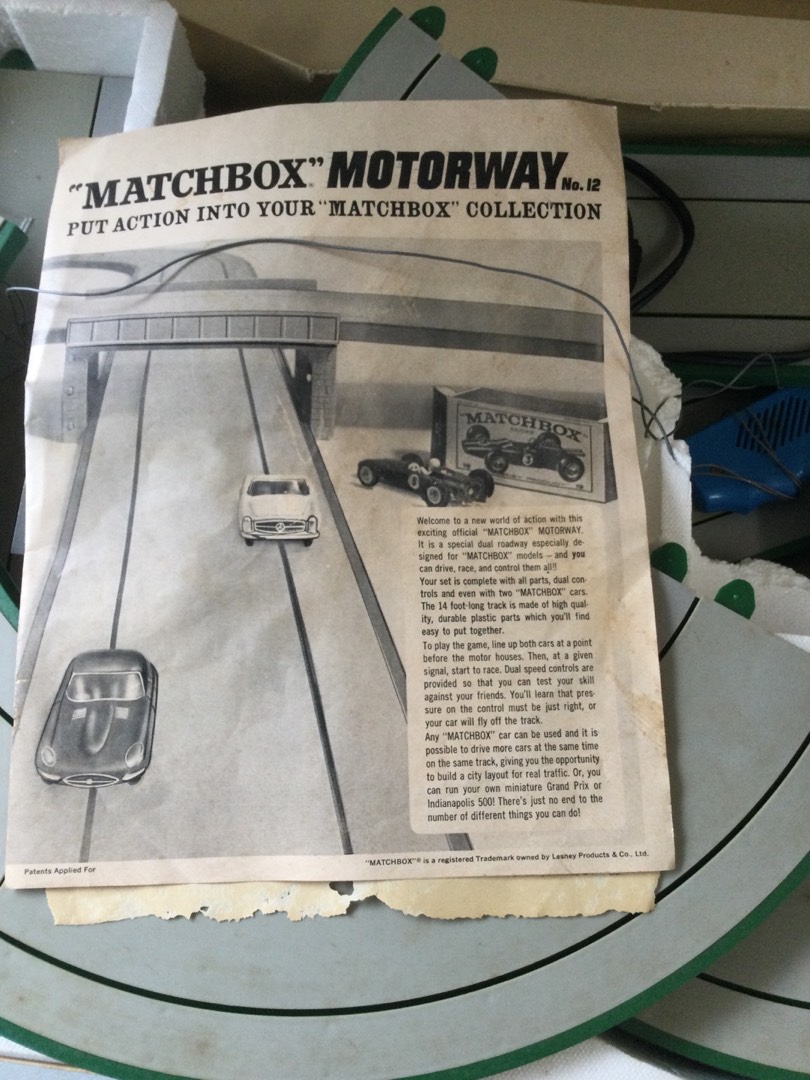 "MATCHBOX" MOTORWAY No. 12
PUT ACTION INTO YOUR "MATCHBOX" COLLECTION
"MATCHBOX"
Welcome to a new world of action with this
exciting official "MATCHBOX" MOTORWAY.
It is a special dual roadway especially de-
signed for "MATCHBOX" models – and you
can drive, race, and control them all!!
Your set is complete with all parts, dual con-
trols and even with two "MATCHBOX" cars.
The 14 foot-long track is made of high qual-
ity, durable plastic parts which you'll find
easy to put together.
To play the game, line up both cars at a point
before the motor houses. Then, at a given
signal, start to race. Dual speed controls are
provided so that you can test your skill
against your friends. You'll learn that pres-
sure on the control must be just right, or
your car will fly off the track.
Any "MATCHBOX" car can be used and it is
possible to drive more cars at the same time
on the same track, giving you the opportunity
to build a city layout for real traffic. Or, you
can run your own miniature Grand Prix or
Indianapolis 500! There's just no end to the
number of different things you can do!
Patents Applied For
"MATCHBOX"® is a registered Trademark owned by Lesney Products & Co., Ltd.